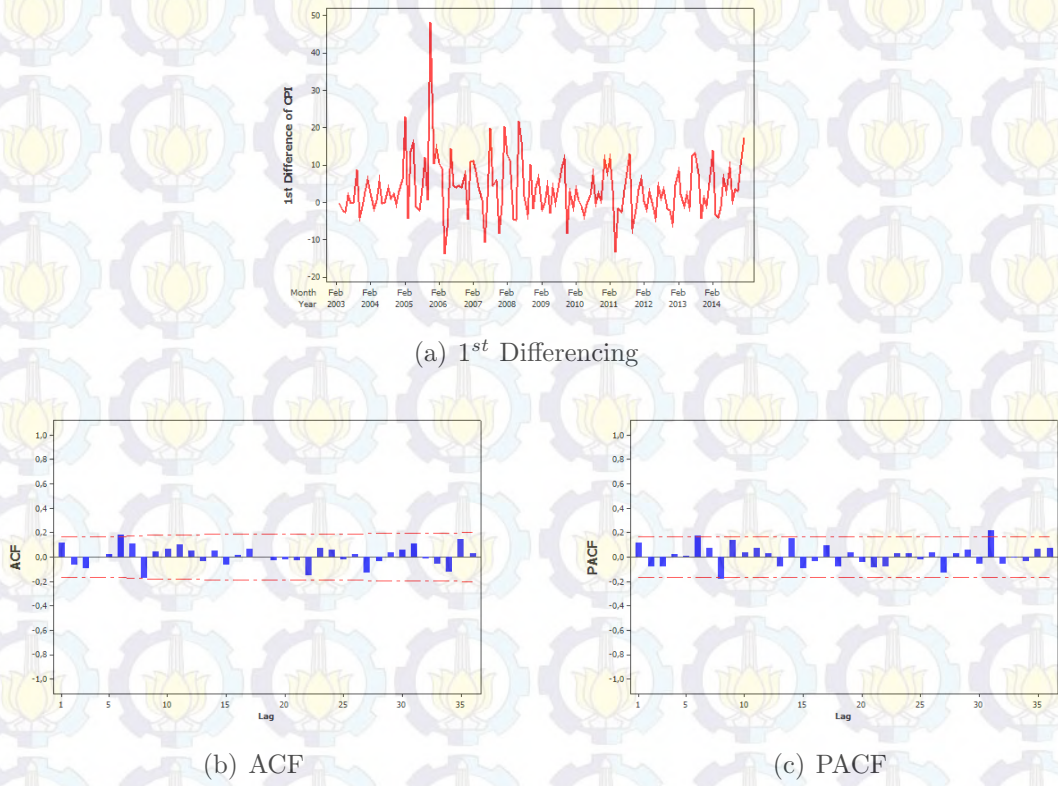 50
40
30
20
10
0
-10
-20
1st Difference of CPI
Month Feb Feb Feb Feb Feb Feb Feb Feb Feb Feb Feb Feb
Year 2003 2004 2005 2006 2007 2008 2009 2010 2011 2012 2013 2014
(a) 1st Differencing
1,0
0,8
0,6
0,4
0,2
0,0
-0,2
-0,4
-0,6
-0,8
-1,0
ACF
1 5 10 15 20 25 30 35
Lag
(b) ACF
1,0
0,8
0,6
0,4
0,2
0,0
-0,2
-0,4
-0,6
-0,8
-1,0
PACF
1 5 10 15 20 25 30 35
Lag
(c) PACF